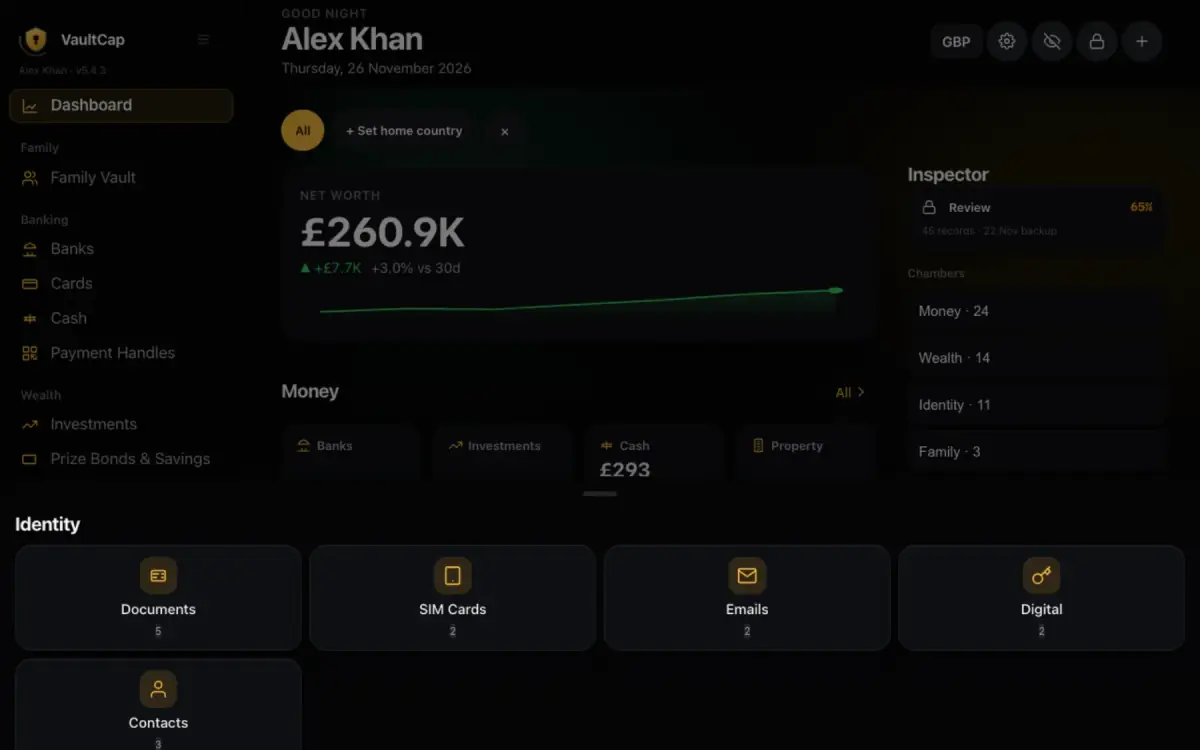 VaultCap
Alex Khan · v5.4.3
Dashboard
Family
Family Vault
Banking
Banks
Cards
Cash
Payment Handles
Wealth
Investments
Prize Bonds & Savings
GOOD NIGHT
Alex Khan
Thursday, 26 November 2026
GBP
All
+ Set home country
×
NET WORTH
£260.9K
▲ +£7.7K +3.0% vs 30d
Money
All >
Banks
Investments
Cash
£293
Property
Inspector
Review 65%
46 records · 22 Nov backup
Chambers
Money · 24
Wealth · 14
Identity · 11
Family · 3
Identity
Documents
5
SIM Cards
2
Emails
2
Digital
2
Contacts
3